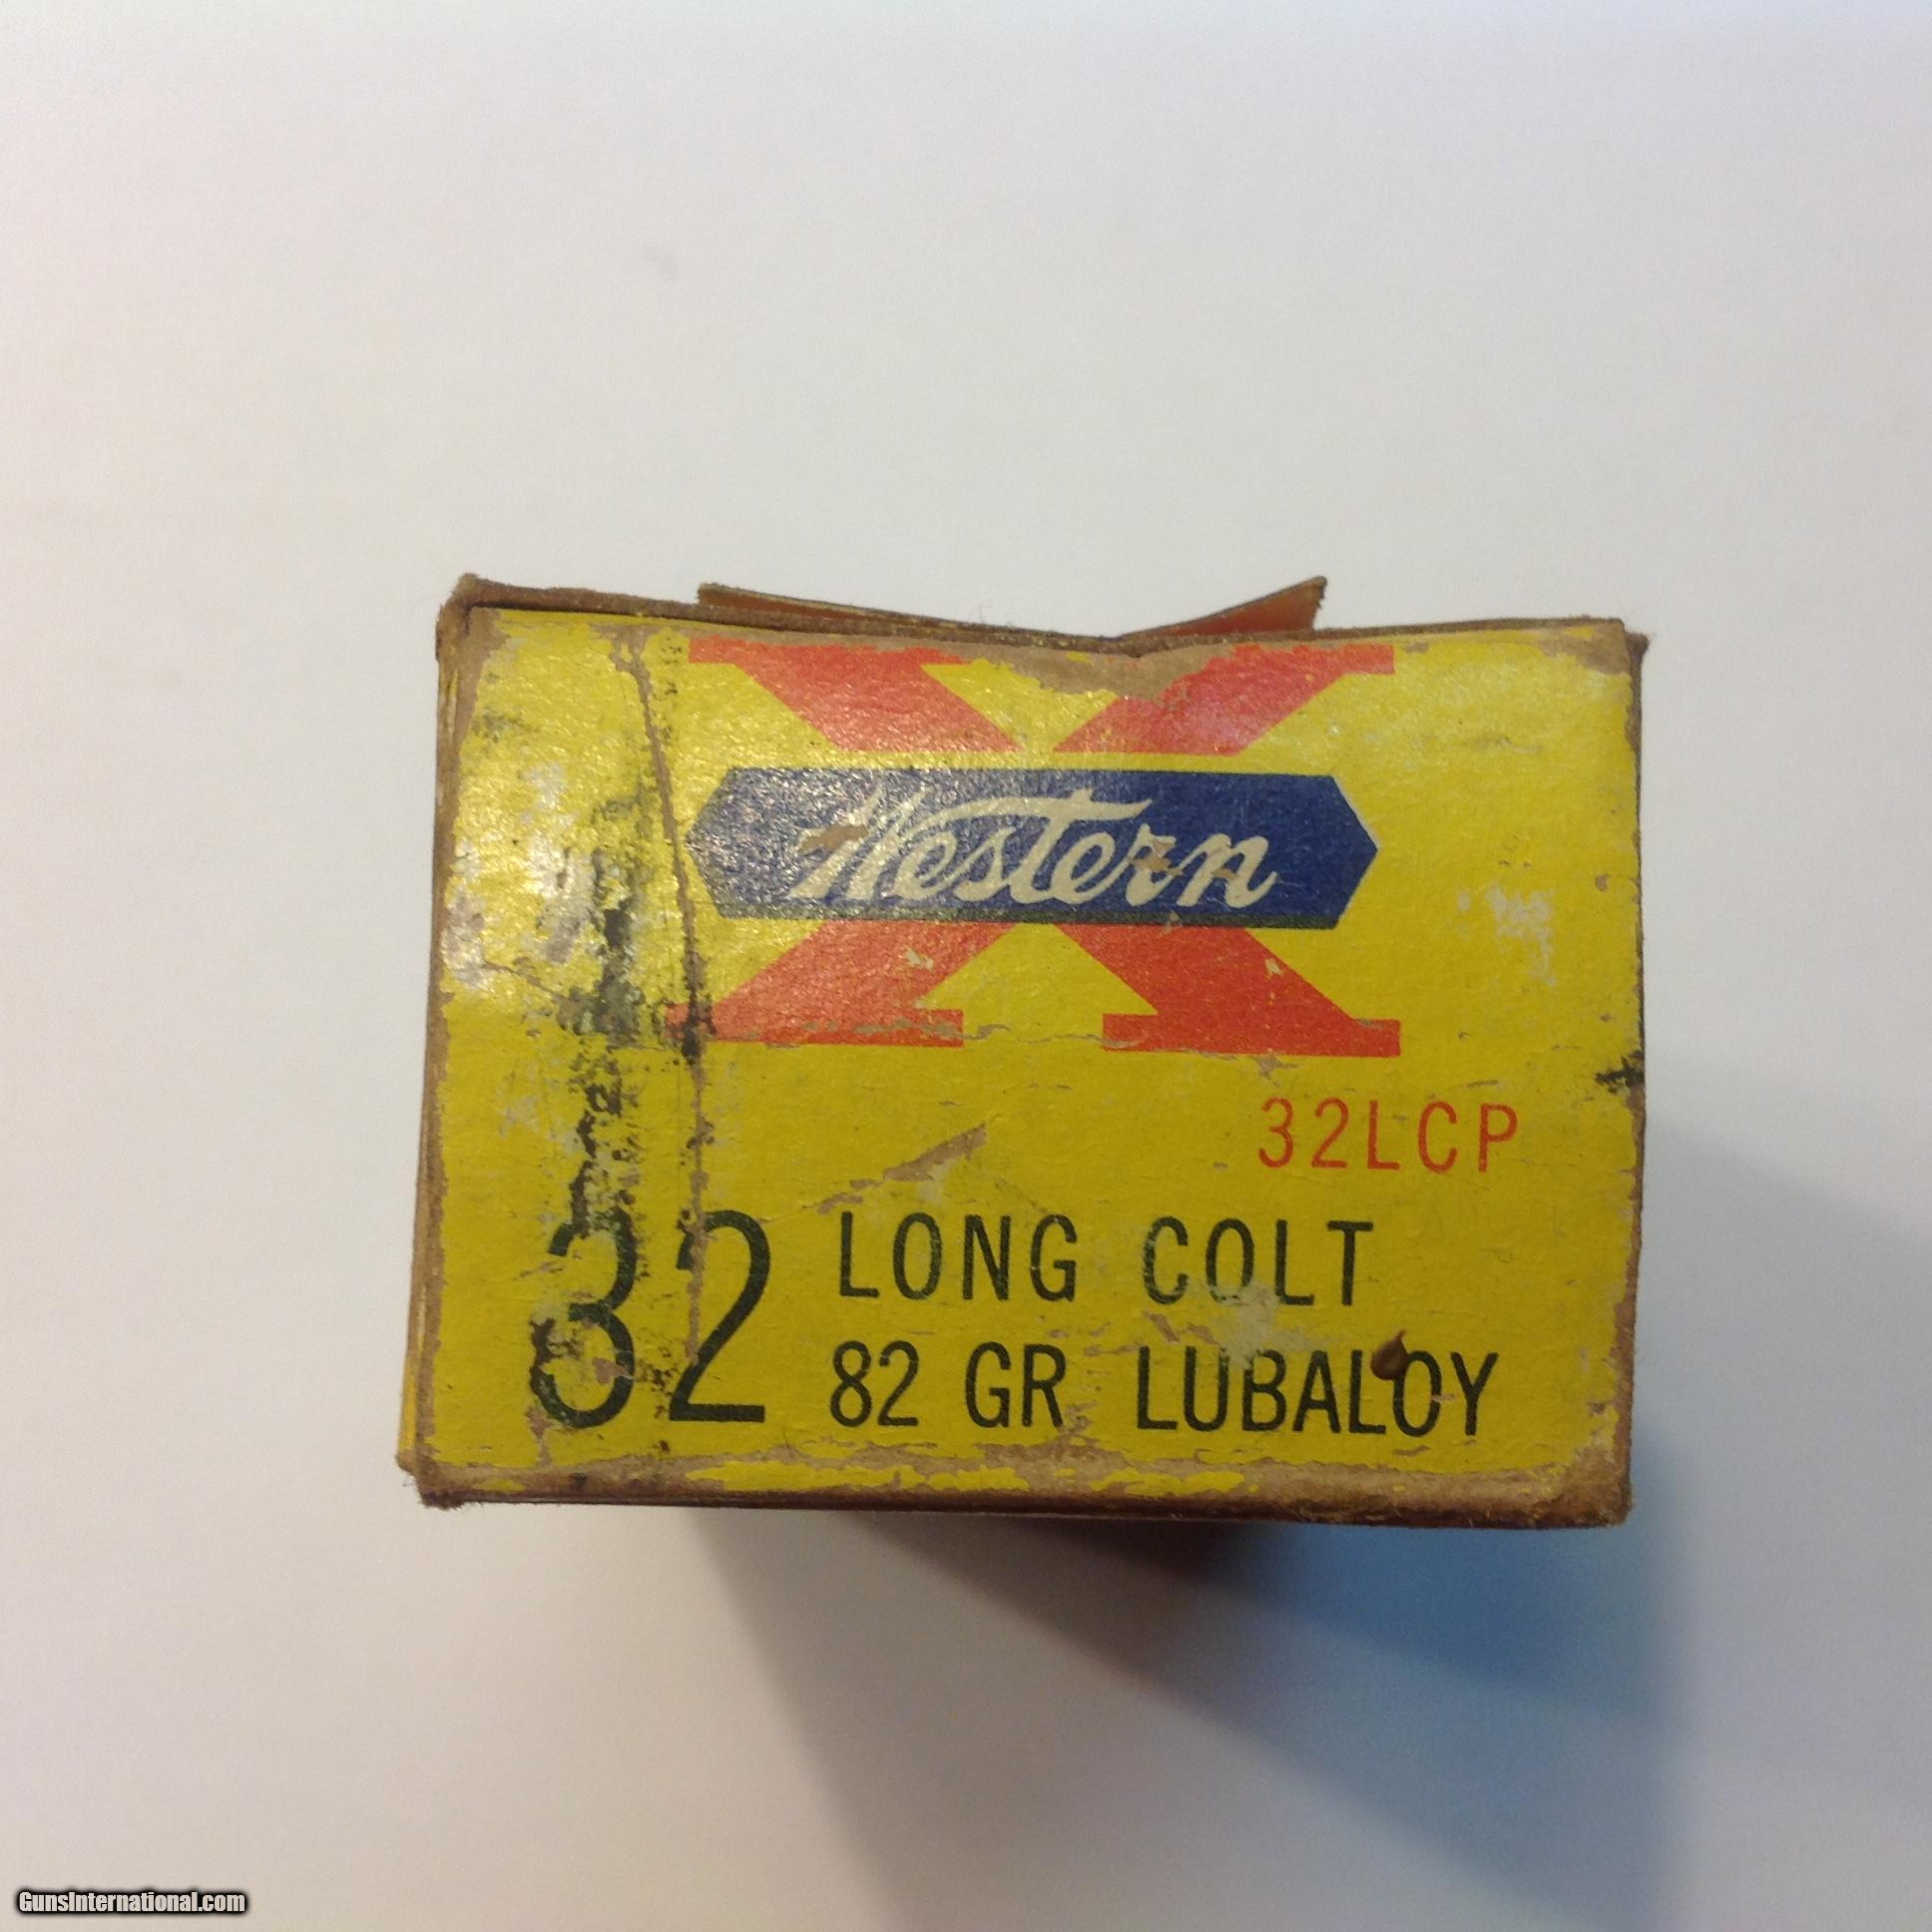 X
Western
32LCP
32 LONG COLT
82 GR LUBALOY
GunsInternational.com